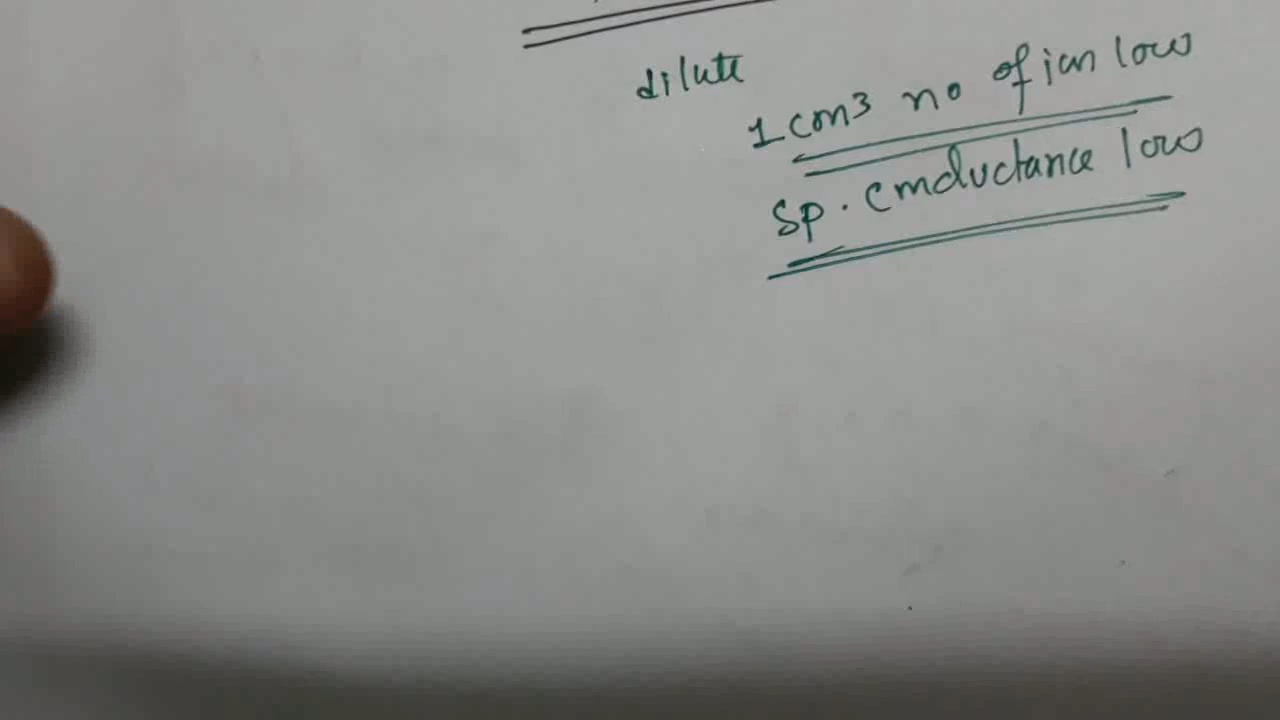 dilute
1 cm³ no of ion low
Sp. conductance low